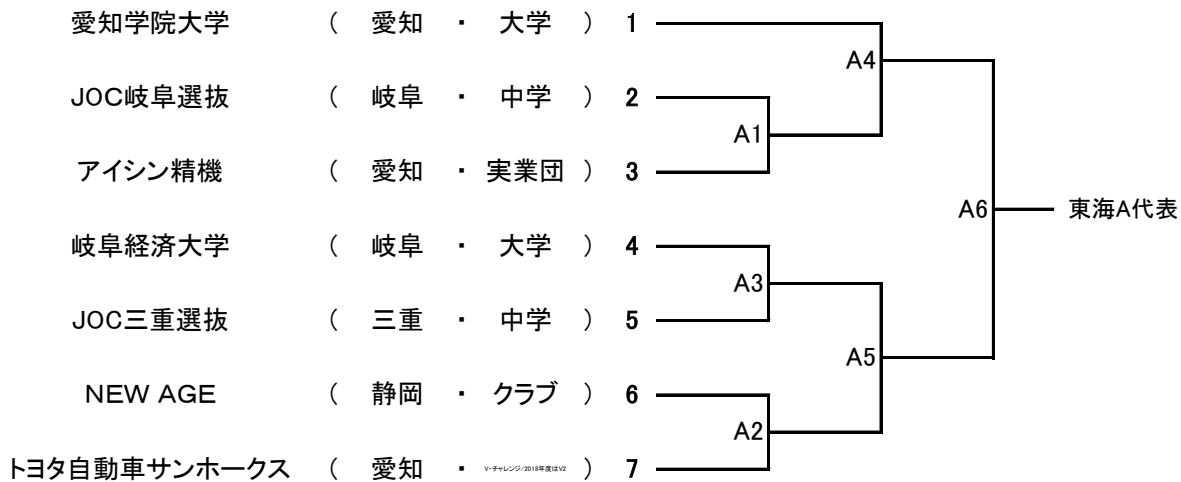 愛知学院大学 ( 愛知 ・ 大学 ) 1
A4
JOC岐阜選抜 ( 岐阜 ・ 中学 ) 2
A1
アイシン精機 ( 愛知 ・ 実業団 ) 3
A6 東海A代表
岐阜経済大学 ( 岐阜 ・ 大学 ) 4
A3
JOC三重選抜 ( 三重 ・ 中学 ) 5
A5
NEW AGE ( 静岡 ・ クラブ ) 6
A2
トヨタ自動車サンホークス ( 愛知 ・ V・チャレンジ/2018年度はV2 ) 7